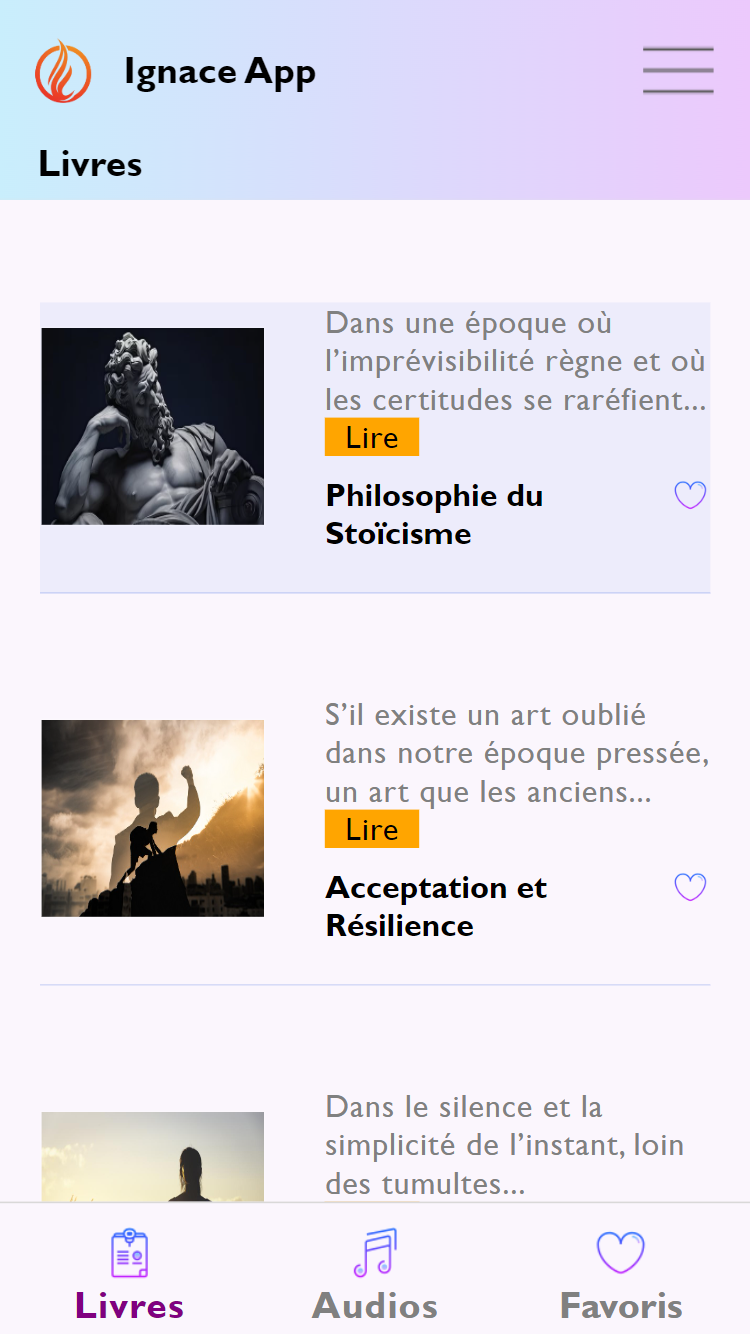 Ignace App
Livres
Dans une époque où
l’imprévisibilité règne et où
les certitudes se raréfient...
Lire
Philosophie du
Stoïcisme
S’il existe un art oublié
dans notre époque pressée,
un art que les anciens...
Lire
Acceptation et
Résilience
Dans le silence et la
simplicité de l’instant, loin
des tumultes...
Livres
Audios
Favoris